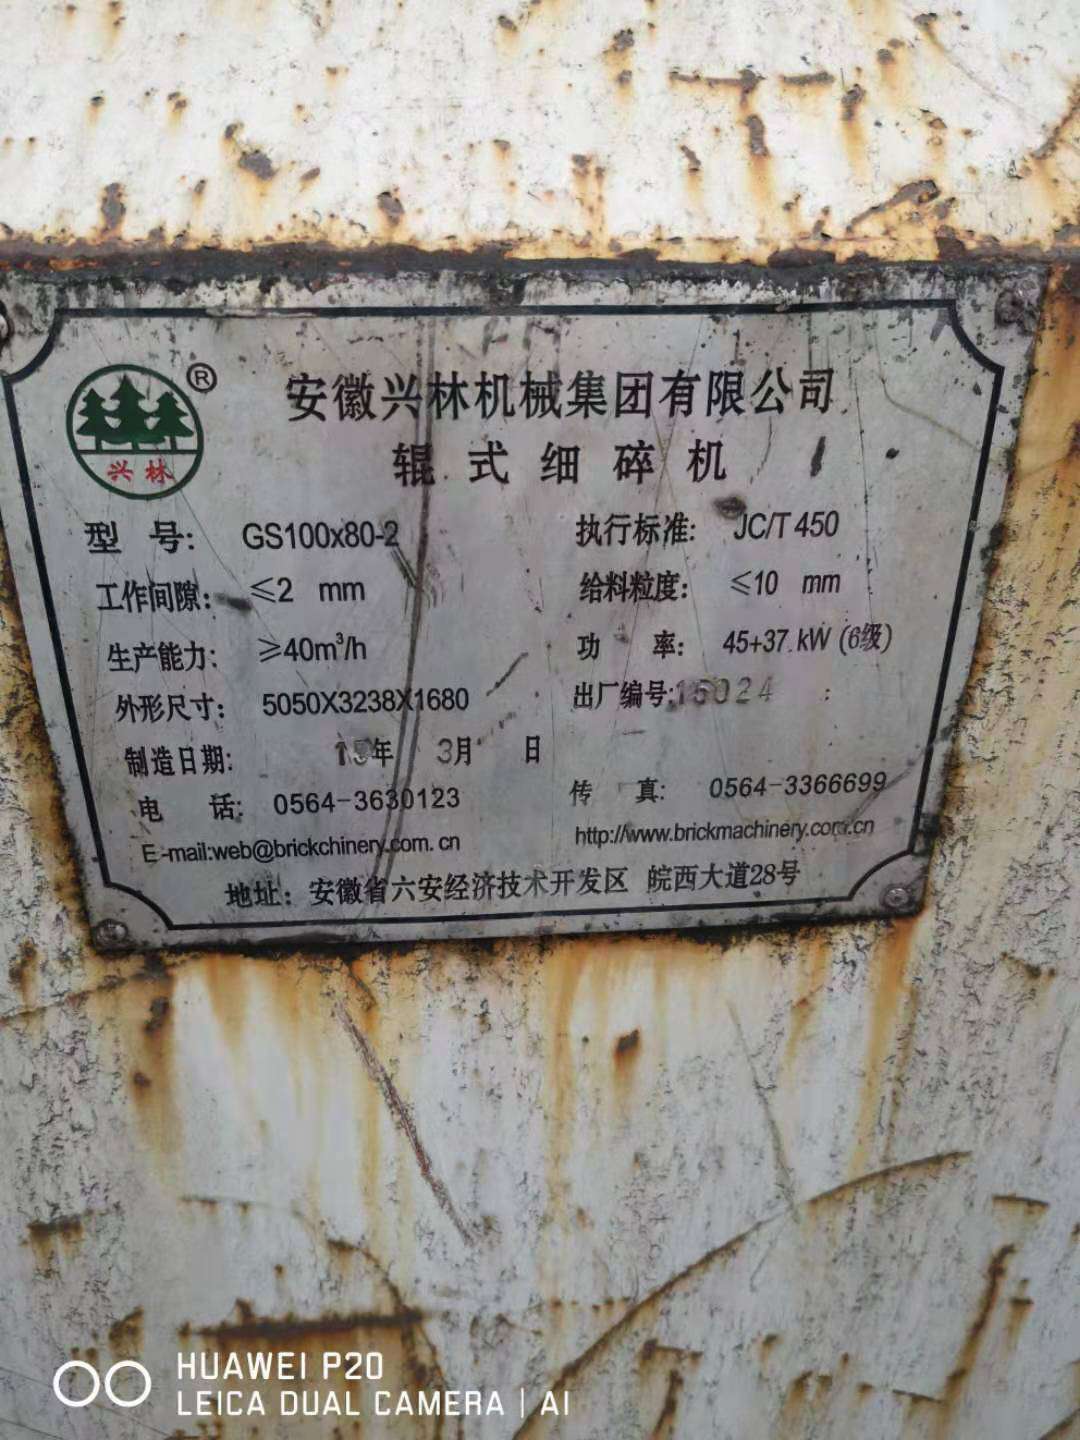 兴林 ®
安徽兴林机械集团有限公司
辊式细碎机
型 号: GS100x80-2 执行标准: JC/T 450
工作间隙: ≤2 mm 给料粒度: ≤10 mm
生产能力: ≥40m³/h 功 率: 45+37 kW (6级)
外形尺寸: 5050X3238X1680 出厂编号: 15024
制造日期: 15年 3月 日
电 话: 0564-3630123 传 真: 0564-3366699
E-mail:web@brickchinery.com.cn http://www.brickmachinery.com.cn
地址: 安徽省六安经济技术开发区 皖西大道28号
HUAWEI P20
LEICA DUAL CAMERA | AI